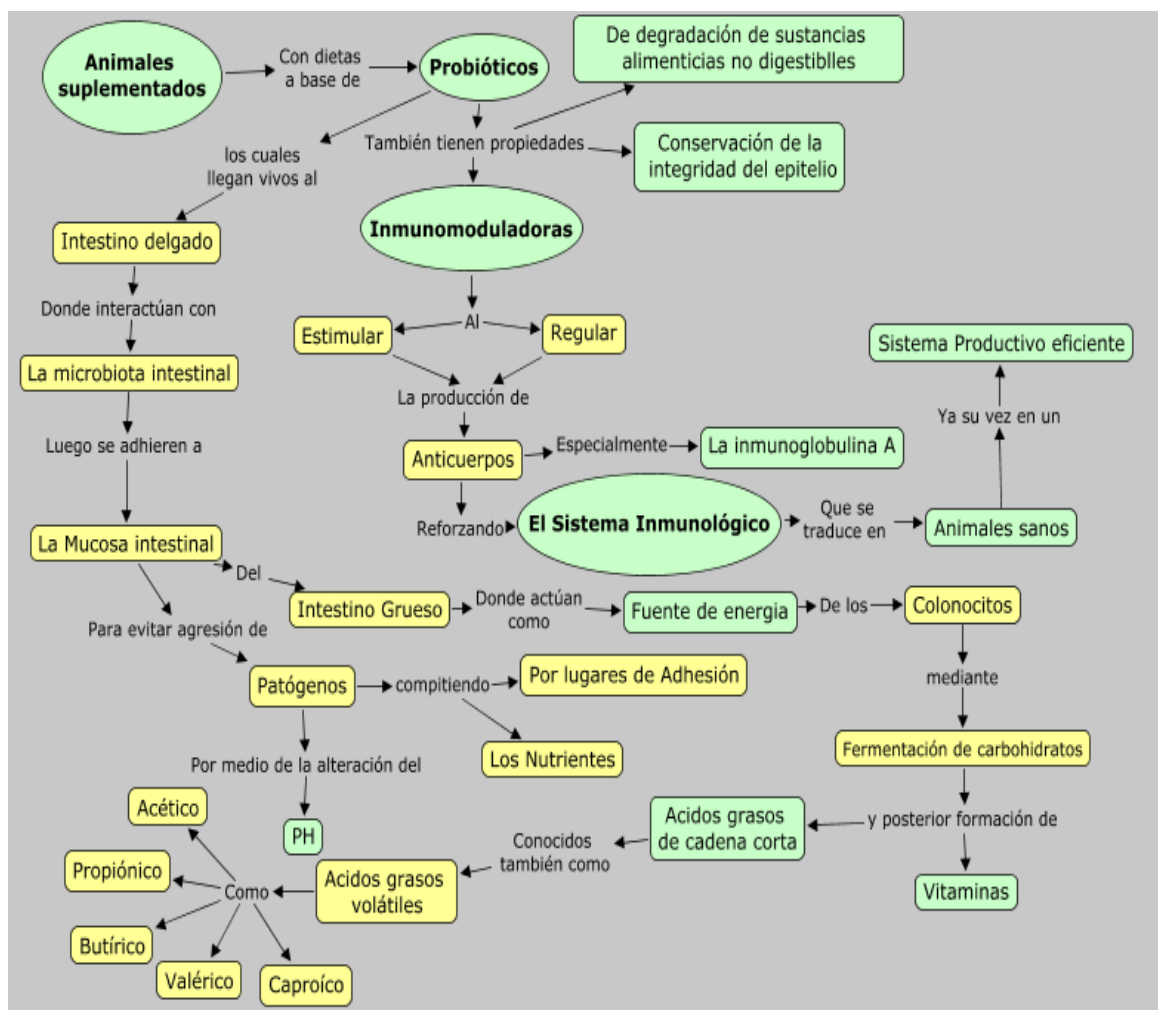 Animales
suplementados
Con dietas
a base de
Probióticos
De degradación de sustancias
alimenticias no digestiblles
También tienen propiedades
Conservación de la
integridad del epitelio
los cuales
llegan vivos al
Intestino delgado
Inmunomoduladoras
Donde interactúan con
Al
Estimular
Regular
La microbiota intestinal
Sistema Productivo eficiente
La producción de
Ya su vez en un
Luego se adhieren a
Anticuerpos
Especialmente
La inmunoglobulina A
Reforzando
El Sistema Inmunológico
Que se
traduce en
Animales sanos
La Mucosa intestinal
Del
Intestino Grueso
Donde actúan
como
Fuente de energia
De los
Colonocitos
Para evitar agresión de
Patógenos
compitiendo
Por lugares de Adhesión
mediante
Los Nutrientes
Fermentación de carbohidratos
Por medio de la alteración del
PH
Acidos grasos
de cadena corta
y posterior formación de
Conocidos
también como
Vitaminas
Acidos grasos
volátiles
Como
Acético
Propiónico
Butírico
Valérico
Caproíco